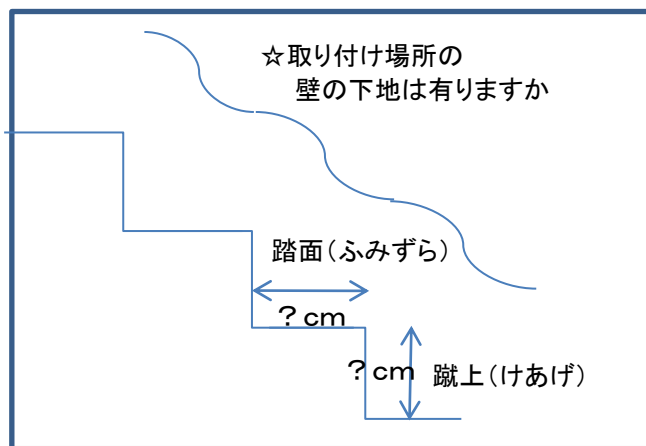 ☆取り付け場所の
壁の下地は有りますか
踏面(ふみずら)
?cm
?cm
蹴上(けあげ)